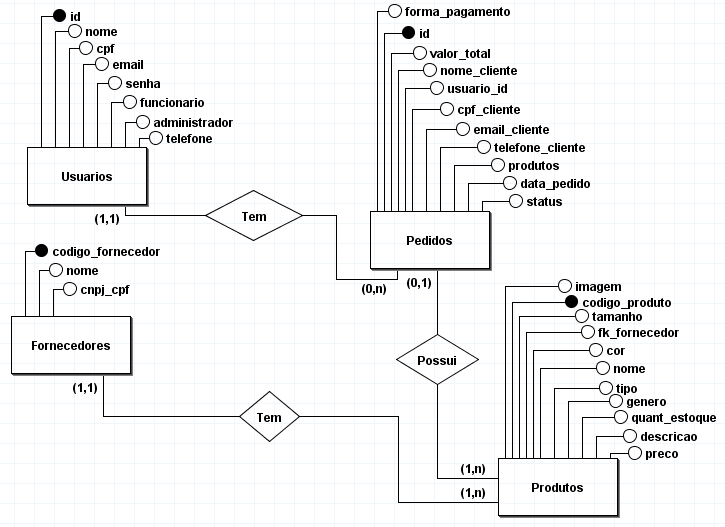 id
nome
cpf
email
senha
funcionario
administrador
telefone
Usuarios
(1,1)
Tem
forma_pagamento
id
valor_total
nome_cliente
usuario_id
cpf_cliente
email_cliente
telefone_cliente
produtos
data_pedido
status
Pedidos
(0,n)
(0,1)
codigo_fornecedor
nome
cnpj_cpf
Fornecedores
(1,1)
Tem
Possui
imagem
codigo_produto
tamanho
fk_fornecedor
cor
nome
tipo
genero
quant_estoque
descricao
preco
(1,n)
(1,n)
Produtos